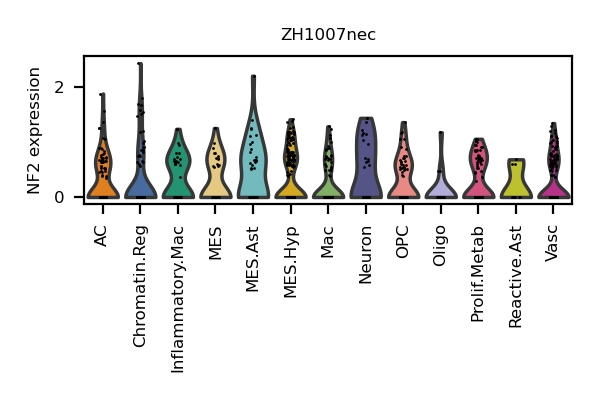 ZH1007nec
NF2 expression
2
0
AC
Chromatin.Reg
Inflammatory.Mac
MES
MES.Ast
MES.Hyp
Mac
Neuron
OPC
Oligo
Prolif.Metab
Reactive.Ast
Vasc